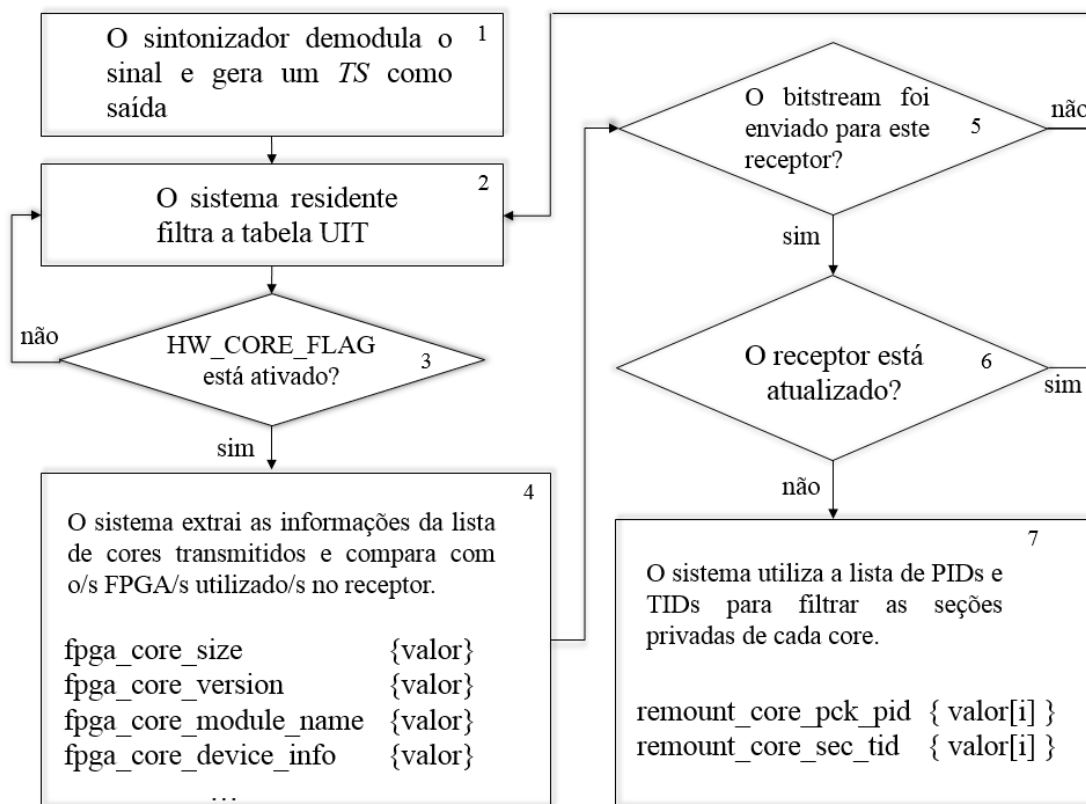 1
O sintonizador demodula o
sinal e gera um TS como
saída
2
O sistema residente
filtra a tabela UIT
não
HW_CORE_FLAG
está ativado?
3
sim
4
O sistema extrai as informações da lista
de cores transmitidos e compara com
o/s FPGA/s utilizado/s no receptor.
fpga_core_size {valor}
fpga_core_version {valor}
fpga_core_module_name {valor}
fpga_core_device_info {valor}
...
O bitstream foi
enviado para este
receptor?
5
não
sim
O receptor está
atualizado?
6
sim
não
7
O sistema utiliza a lista de PIDs e
TIDs para filtrar as seções
privadas de cada core.
remount_core_pck_pid { valor[i] }
remount_core_sec_tid { valor[i] }